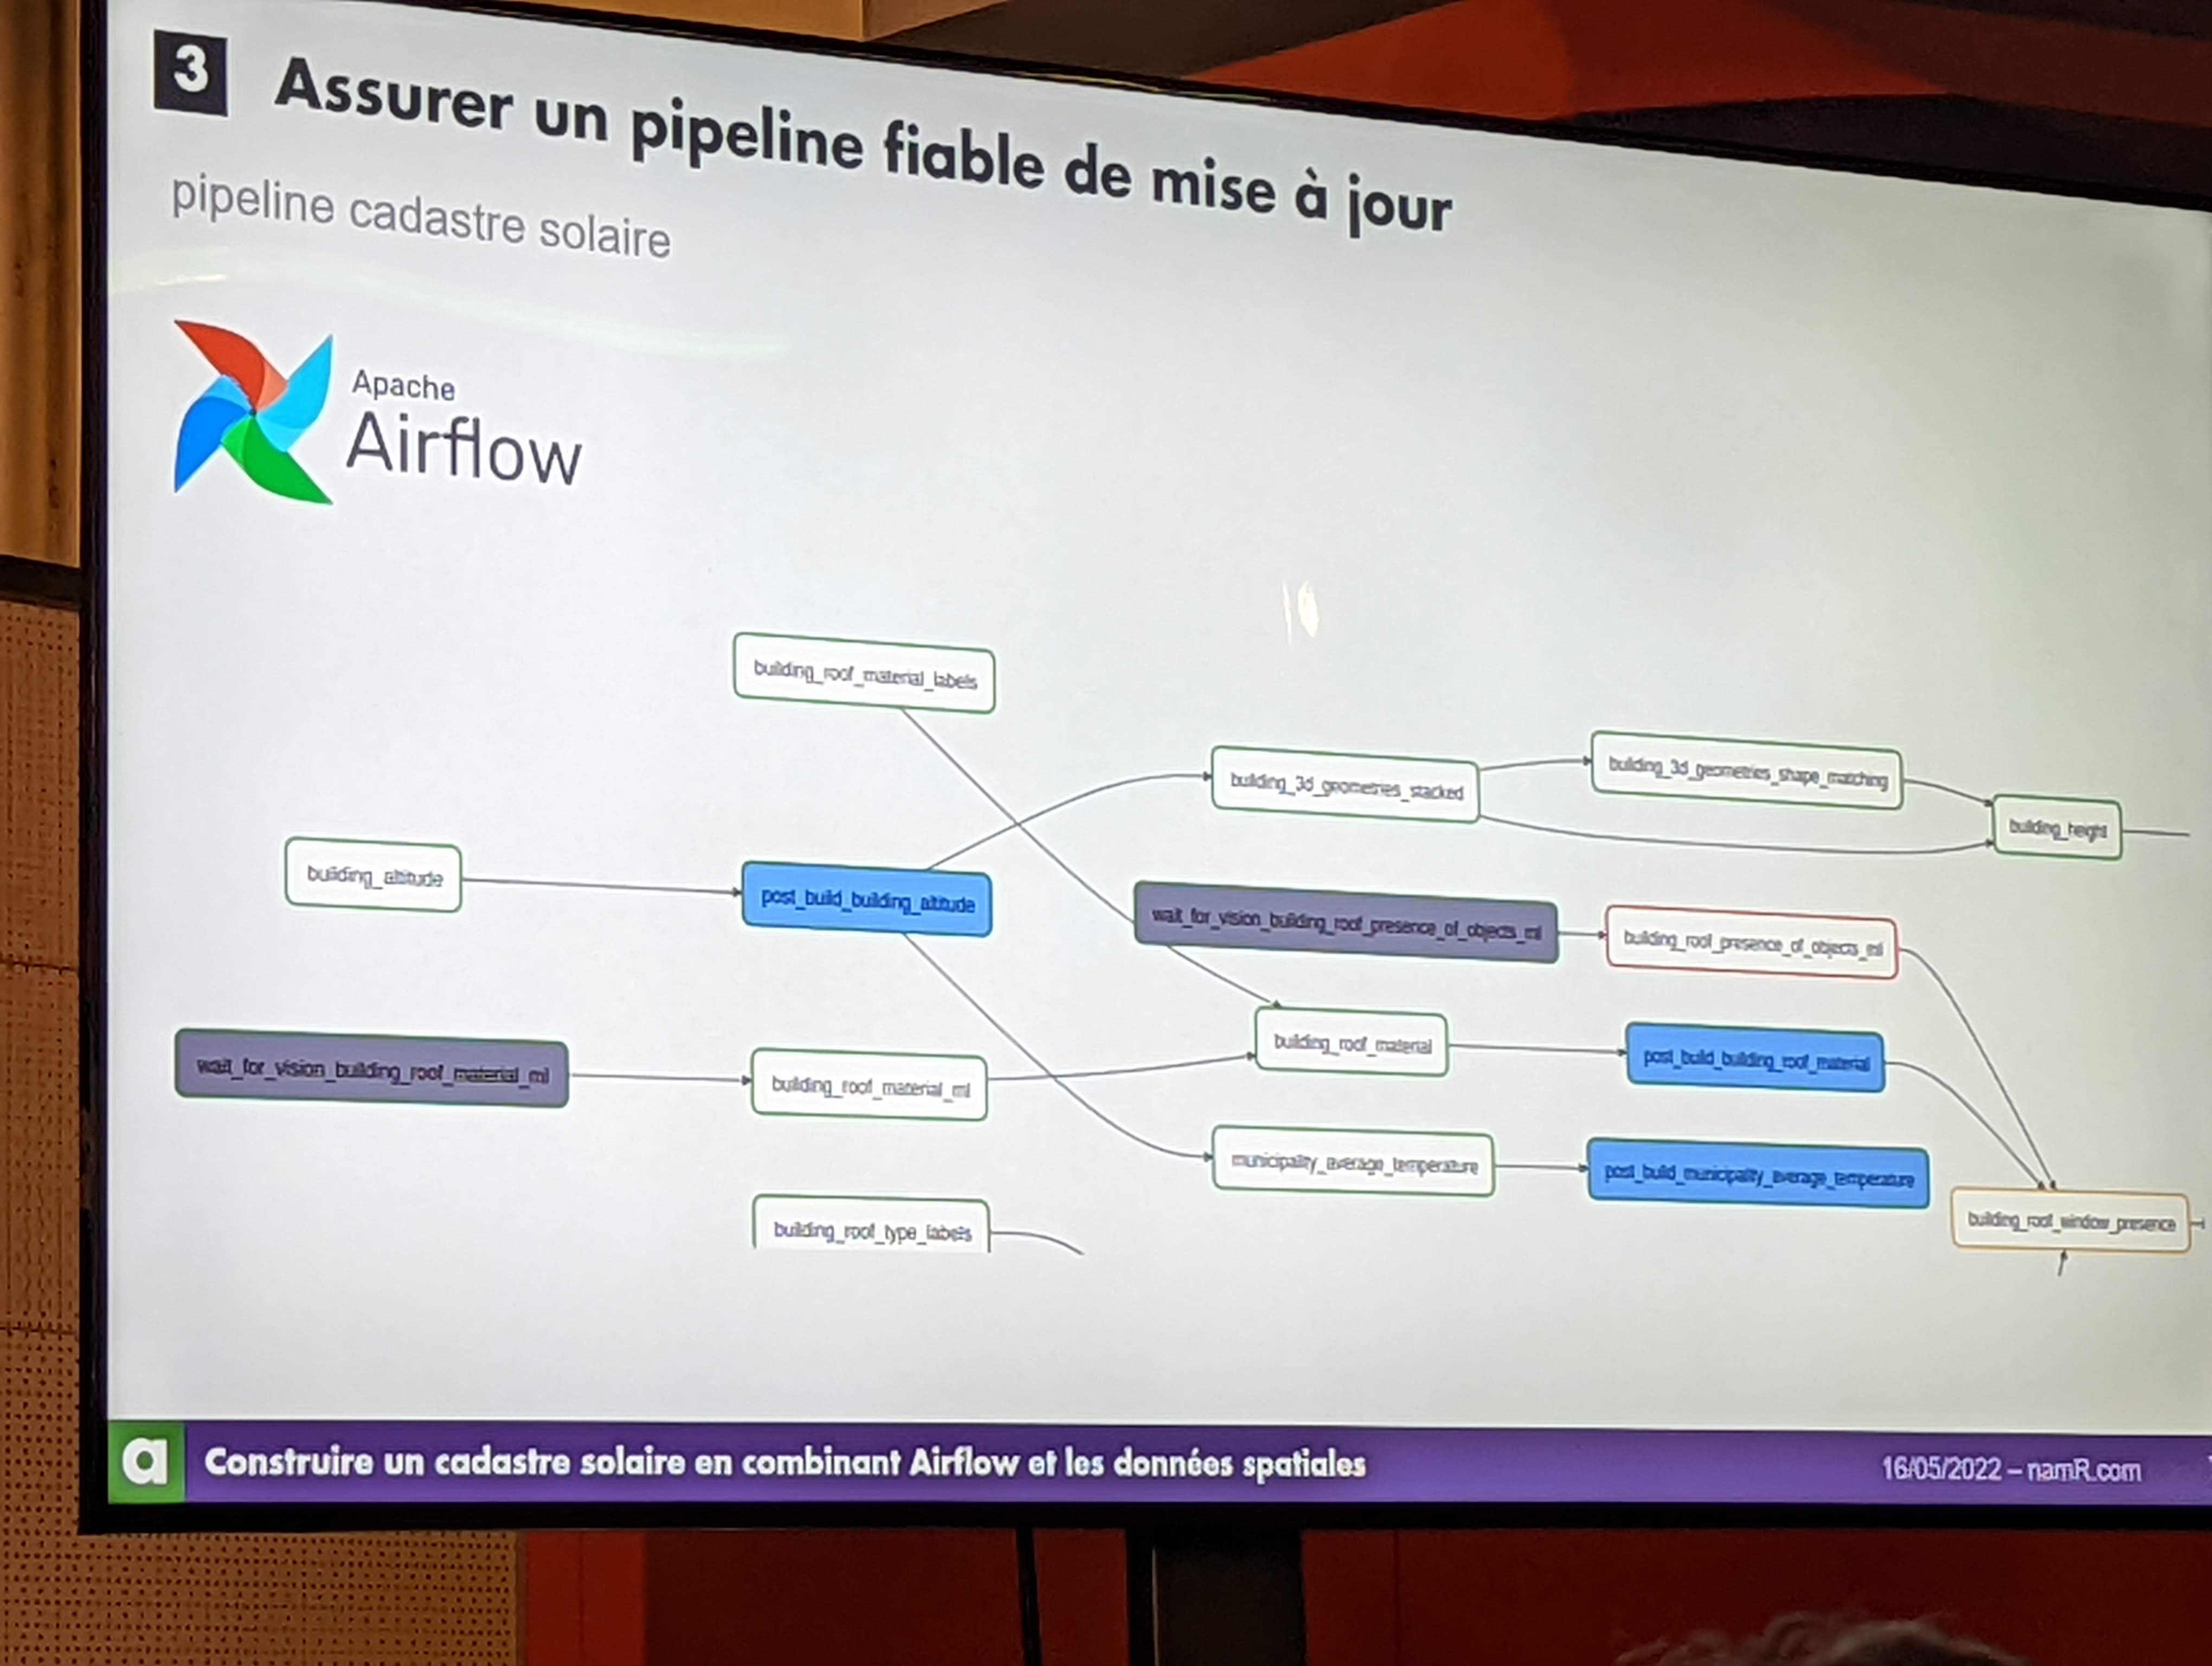 3 Assurer un pipeline fiable de mise à jour
pipeline cadastre solaire
Apache
Airflow
building_roof_material_labels
building_3d_geometries_stacked
building_3d_geometries_shape_matching
building_height
building_altitude
post_build_building_altitude
wait_for_vision_building_roof_presence_of_objects_ml
building_roof_presence_of_objects_ml
wait_for_vision_building_roof_material_ml
building_roof_material_ml
building_roof_material
post_build_building_roof_material
municipality_average_temperature
post_build_municipality_average_temperature
building_roof_type_labels
building_roof_window_presence
a Construire un cadastre solaire en combinant Airflow et les données spatiales
16/05/2022 – namR.com